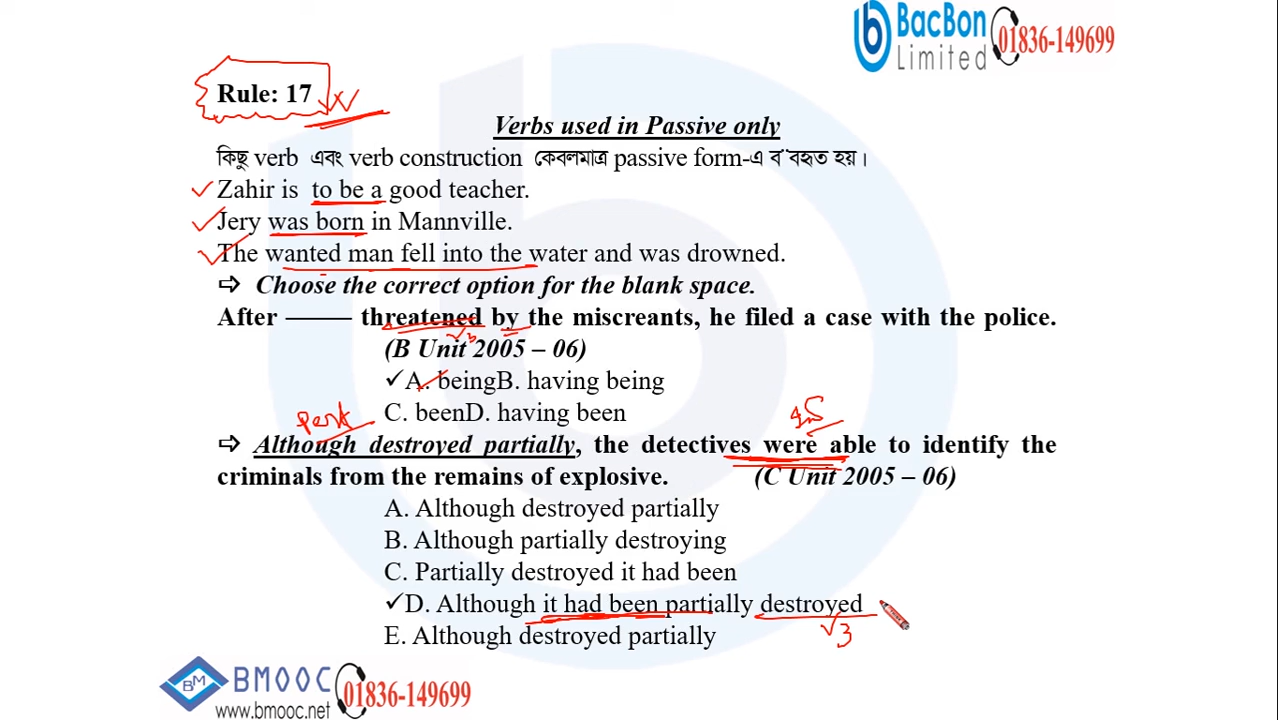 BacBon
Limited
01836-149699
Rule: 17
Verbs used in Passive only
কিছু verb এবং verb construction কেবলমাত্র passive form-এ ব্যবহৃত হয়।
Zahir is to be a good teacher.
Jery was born in Mannville.
The wanted man fell into the water and was drowned.
⇨ Choose the correct option for the blank space.
After ——— threatened by the miscreants, he filed a case with the police.
(B Unit 2005 – 06)
✓A. beingB. having being
C. beenD. having been
⇨ Although destroyed partially, the detectives were able to identify the
criminals from the remains of explosive. (C Unit 2005 – 06)
A. Although destroyed partially
B. Although partially destroying
C. Partially destroyed it had been
✓D. Although it had been partially destroyed
√3
E. Although destroyed partially
BM BMOOC
www.bmooc.net
01836-149699